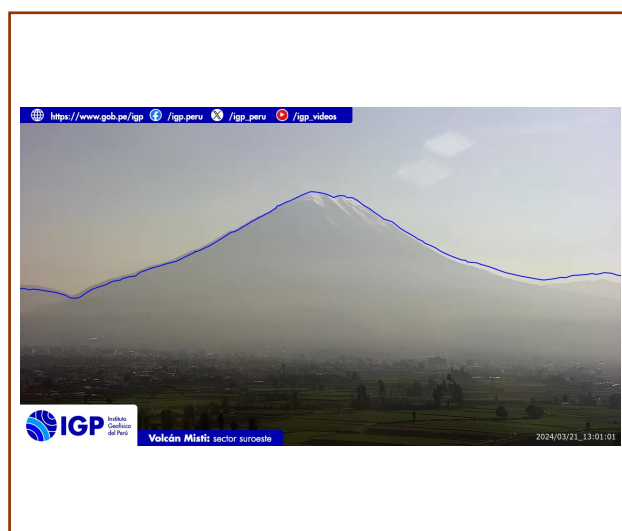 https://www.gob.pe/igp /igp.peru /igp_peru /igp_videos
IGP
Instituto
Geofísico
del Perú
Volcán Misti: sector suroeste
2024/03/21_13:01:01